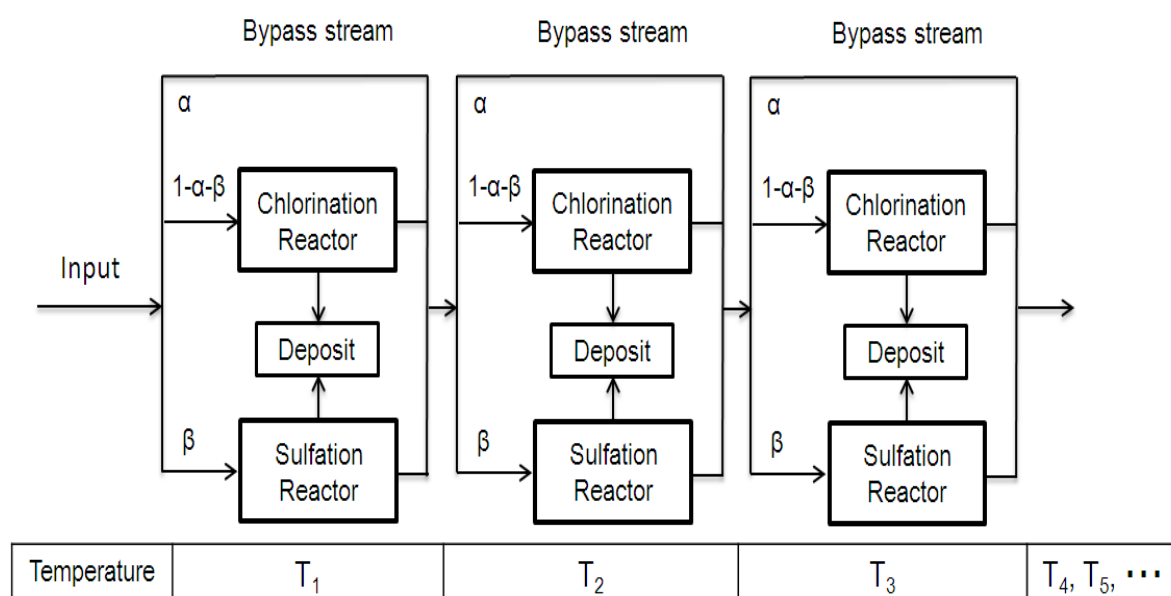 Bypass stream
Bypass stream
Bypass stream
α
α
α
1-α-β
1-α-β
1-α-β
Chlorination
Reactor
Chlorination
Reactor
Chlorination
Reactor
Input
Deposit
Deposit
Deposit
β
β
β
Sulfation
Reactor
Sulfation
Reactor
Sulfation
Reactor
Temperature
T₁
T₂
T₃
T₄, T₅, ⋯